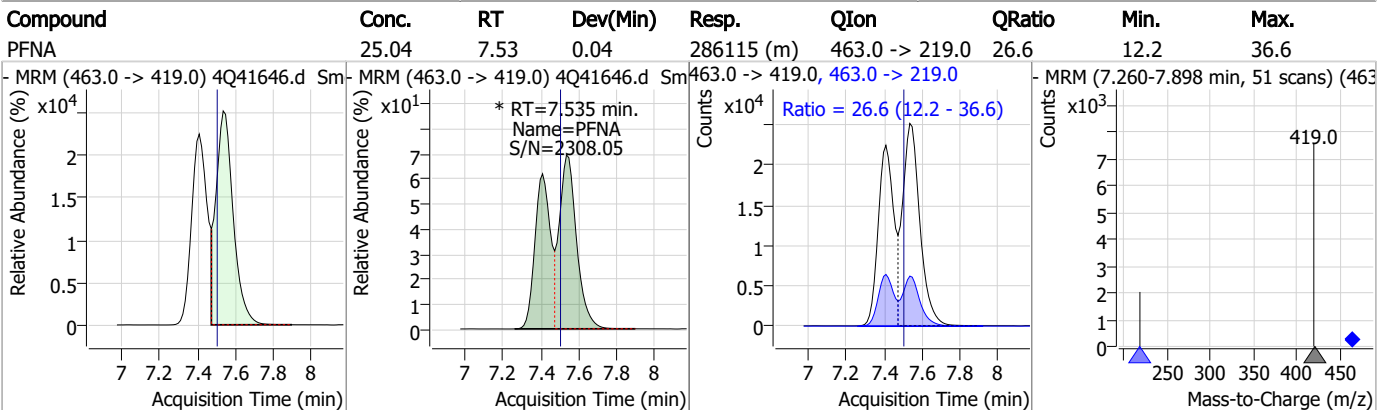 Compound Conc. RT Dev(Min) Resp. QIon QRatio Min. Max.
PFNA 25.04 7.53 0.04 286115 (m) 463.0 -> 219.0 26.6 12.2 36.6
- MRM (463.0 -> 419.0) 4Q41646.d Sm
Relative Abundance (%)
x10⁴
2
1.5
1
0.5
0
7 7.2 7.4 7.6 7.8 8
Acquisition Time (min)
- MRM (463.0 -> 419.0) 4Q41646.d Sm
Relative Abundance (%)
x10¹
* RT=7.535 min.
Name=PFNA
S/N=2308.05
7
6
5
4
3
2
1
0
7 7.2 7.4 7.6 7.8 8
Acquisition Time (min)
463.0 -> 419.0, 463.0 -> 219.0
Counts
x10⁴
Ratio = 26.6 (12.2 - 36.6)
2
1.5
1
0.5
0
7 7.2 7.4 7.6 7.8 8
Acquisition Time (min)
- MRM (7.260-7.898 min, 51 scans) (463
Counts
x10³
419.0
7
6
5
4
3
2
1
0
250 300 350 400 450
Mass-to-Charge (m/z)